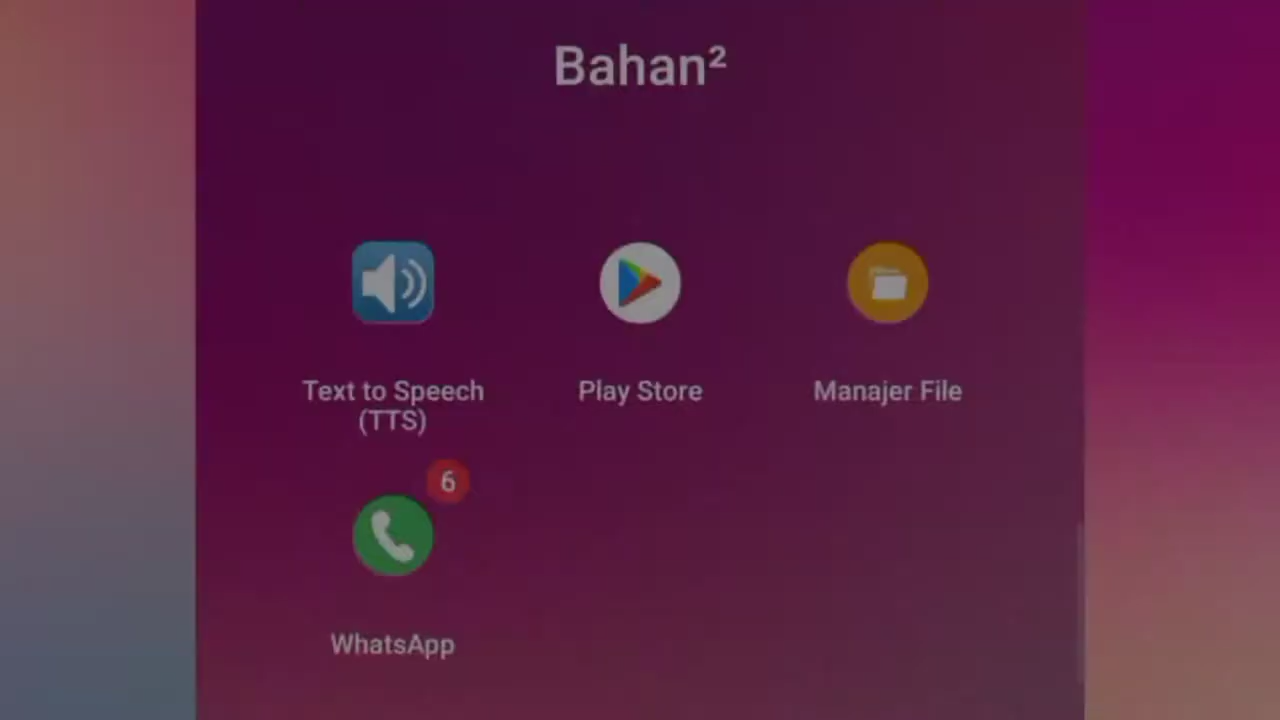 Bahan²
Text to Speech
(TTS)
Play Store
Manajer File
6
WhatsApp